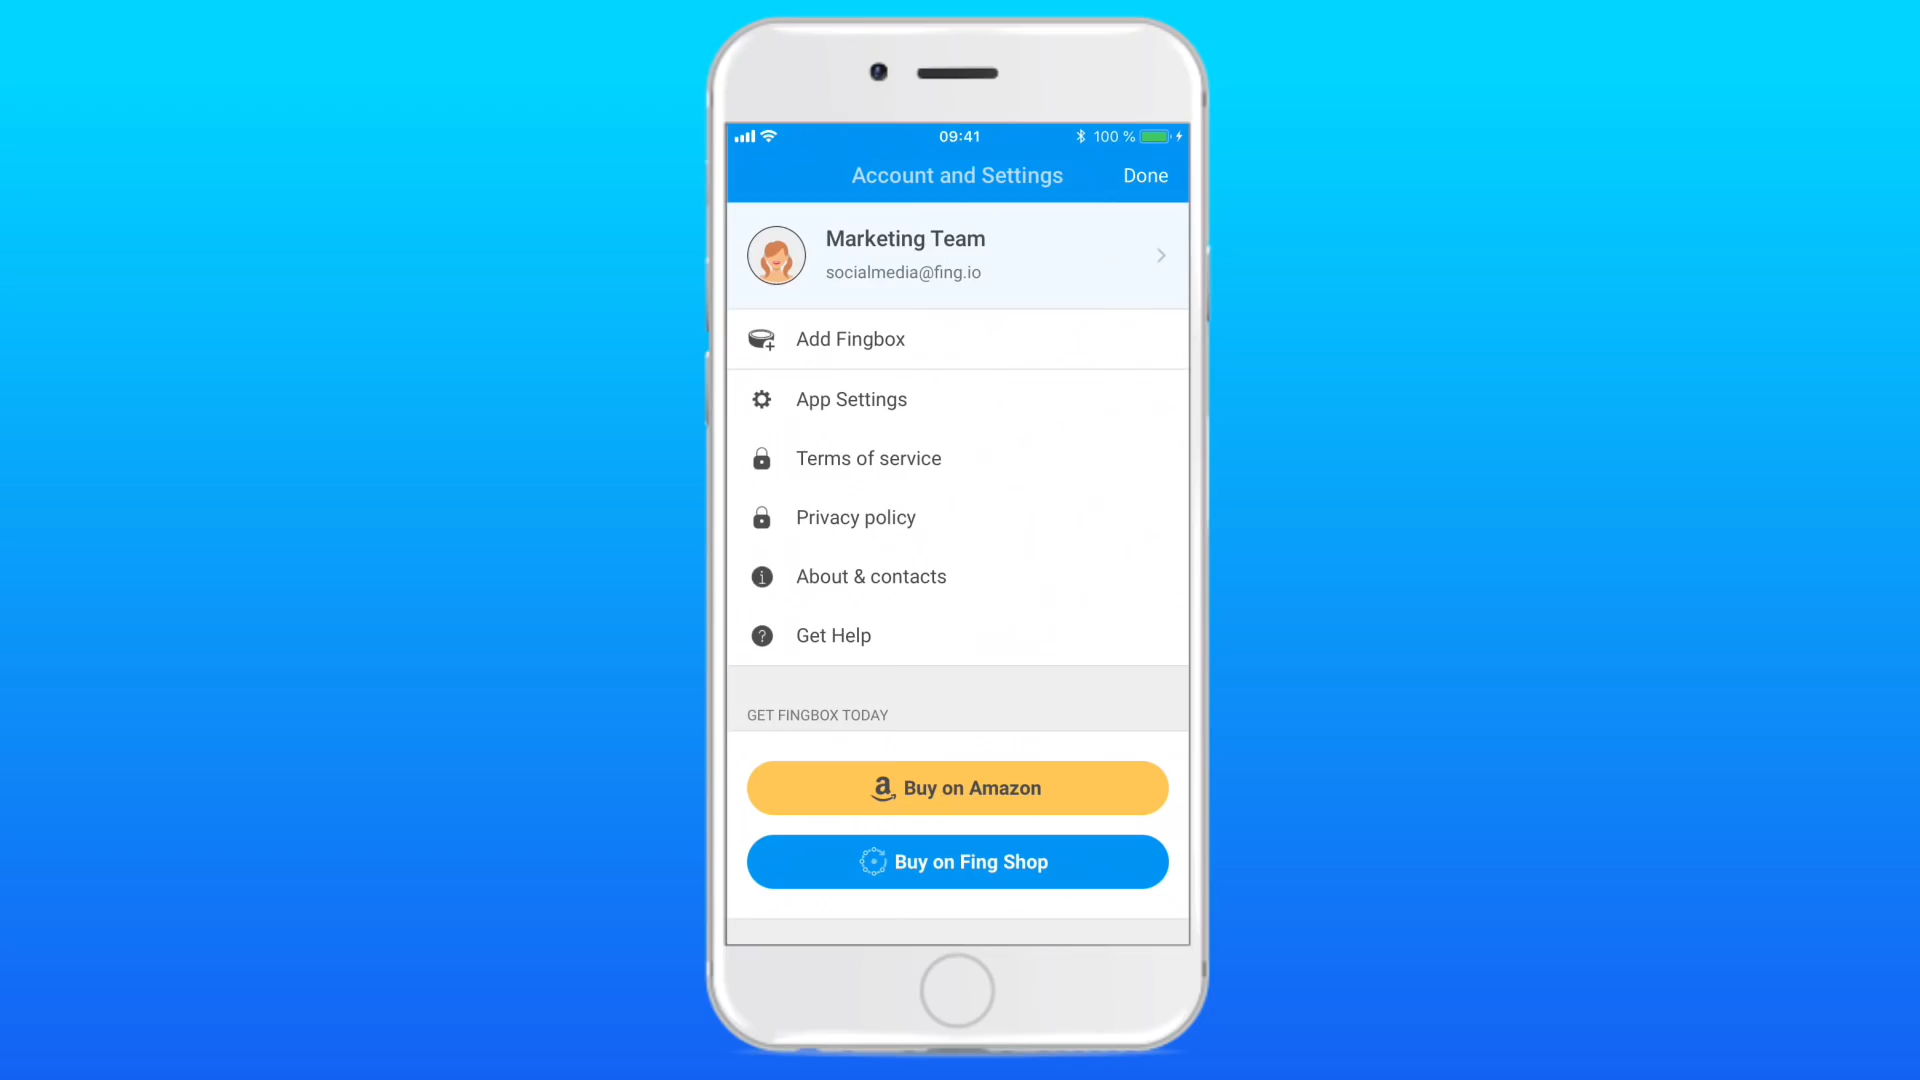 09:41
100 %
Account and Settings
Done
Marketing Team
socialmedia@fing.io
Add Fingbox
App Settings
Terms of service
Privacy policy
About & contacts
Get Help
GET FINGBOX TODAY
Buy on Amazon
Buy on Fing Shop